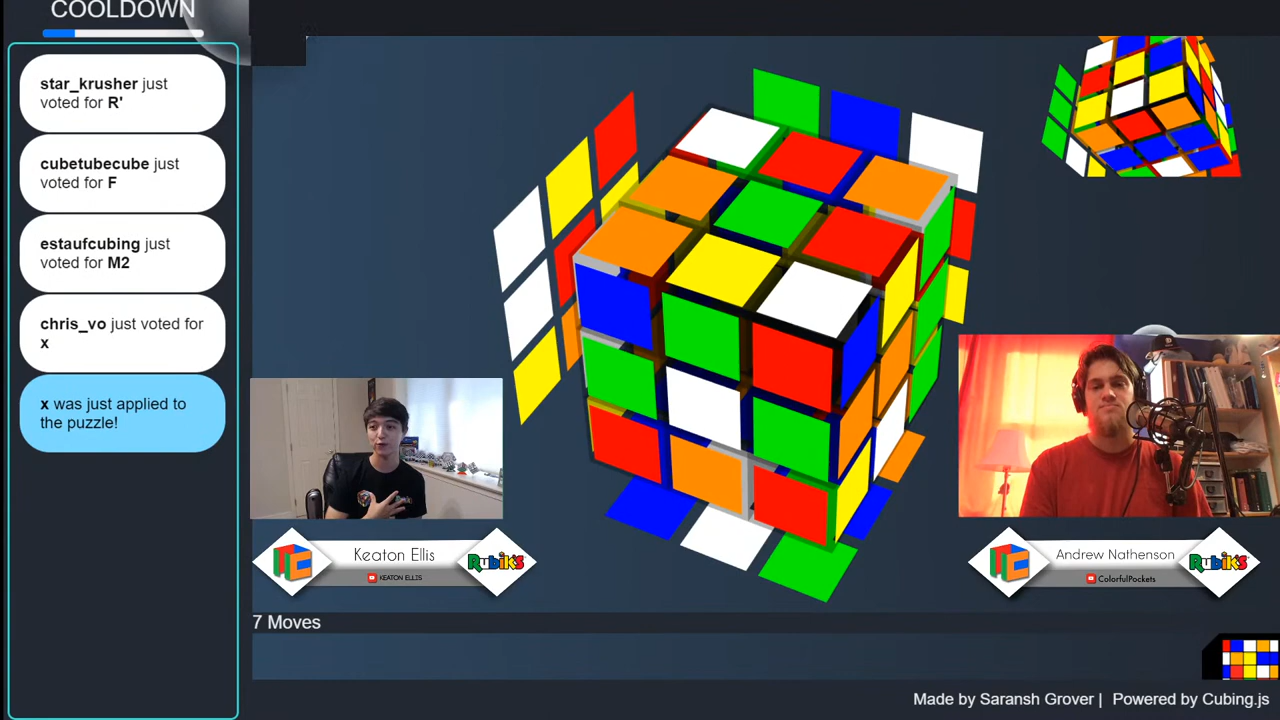 COOLDOWN
star_krusher just
voted for R'
cubetubecube just
voted for F
estaufcubing just
voted for M2
chris_vo just voted for
x
x was just applied to
the puzzle!
Keaton Ellis
KEATON ELLIS
Rubik's
Andrew Nathenson
ColorfulPockets
Rubik's
7 Moves
Made by Saransh Grover | Powered by Cubing.js